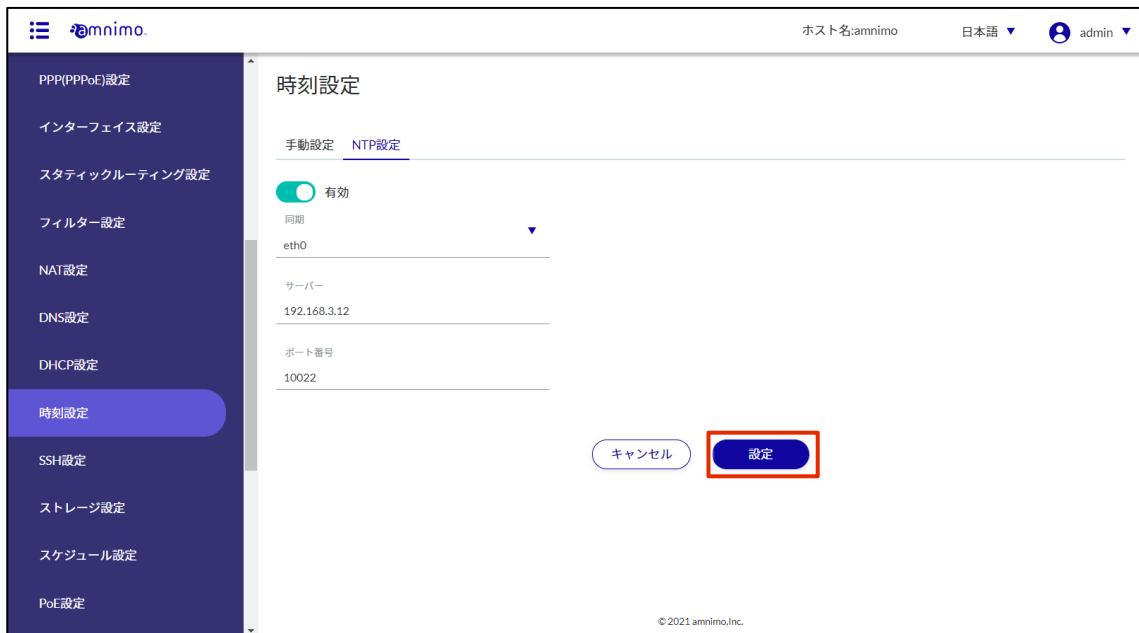 amnimo
ホスト名:amnimo
日本語 ▼
admin ▼
PPP(PPPoE)設定
インターフェイス設定
スタティックルーティング設定
フィルター設定
NAT設定
DNS設定
DHCP設定
時刻設定
SSH設定
ストレージ設定
スケジュール設定
PoE設定
時刻設定
手動設定 NTP設定
有効
同期
eth0 ▼
サーバー
192.168.3.12
ポート番号
10022
キャンセル 設定
© 2021 amnimo,Inc.